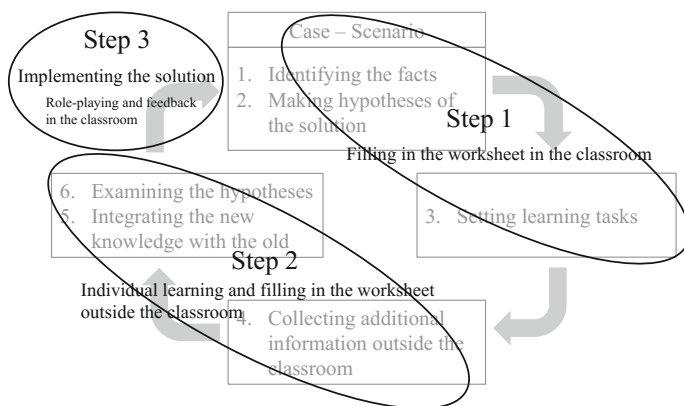 Step 3
Implementing the solution
Role-playing and feedback
in the classroom
Case – Scenario
1. Identifying the facts
2. Making hypotheses of
the solution
Step 1
Filling in the worksheet in the classroom
3. Setting learning tasks
6. Examining the hypotheses
5. Integrating the new
knowledge with the old
Step 2
Individual learning and filling in the worksheet
outside the classroom
4. Collecting additional
information outside the
classroom